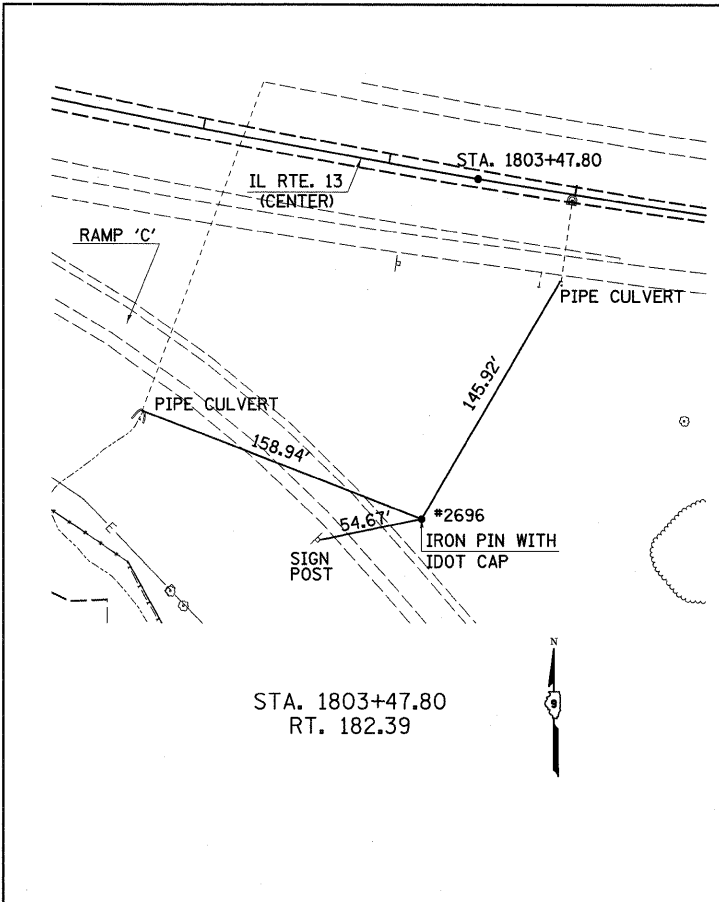 STA. 1803+47.80
IL RTE. 13
(CENTER)
RAMP 'C'
PIPE CULVERT
145.92'
PIPE CULVERT
158.94'
54.67'
#2696
IRON PIN WITH
IDOT CAP
SIGN
POST
N
9
STA. 1803+47.80
RT. 182.39